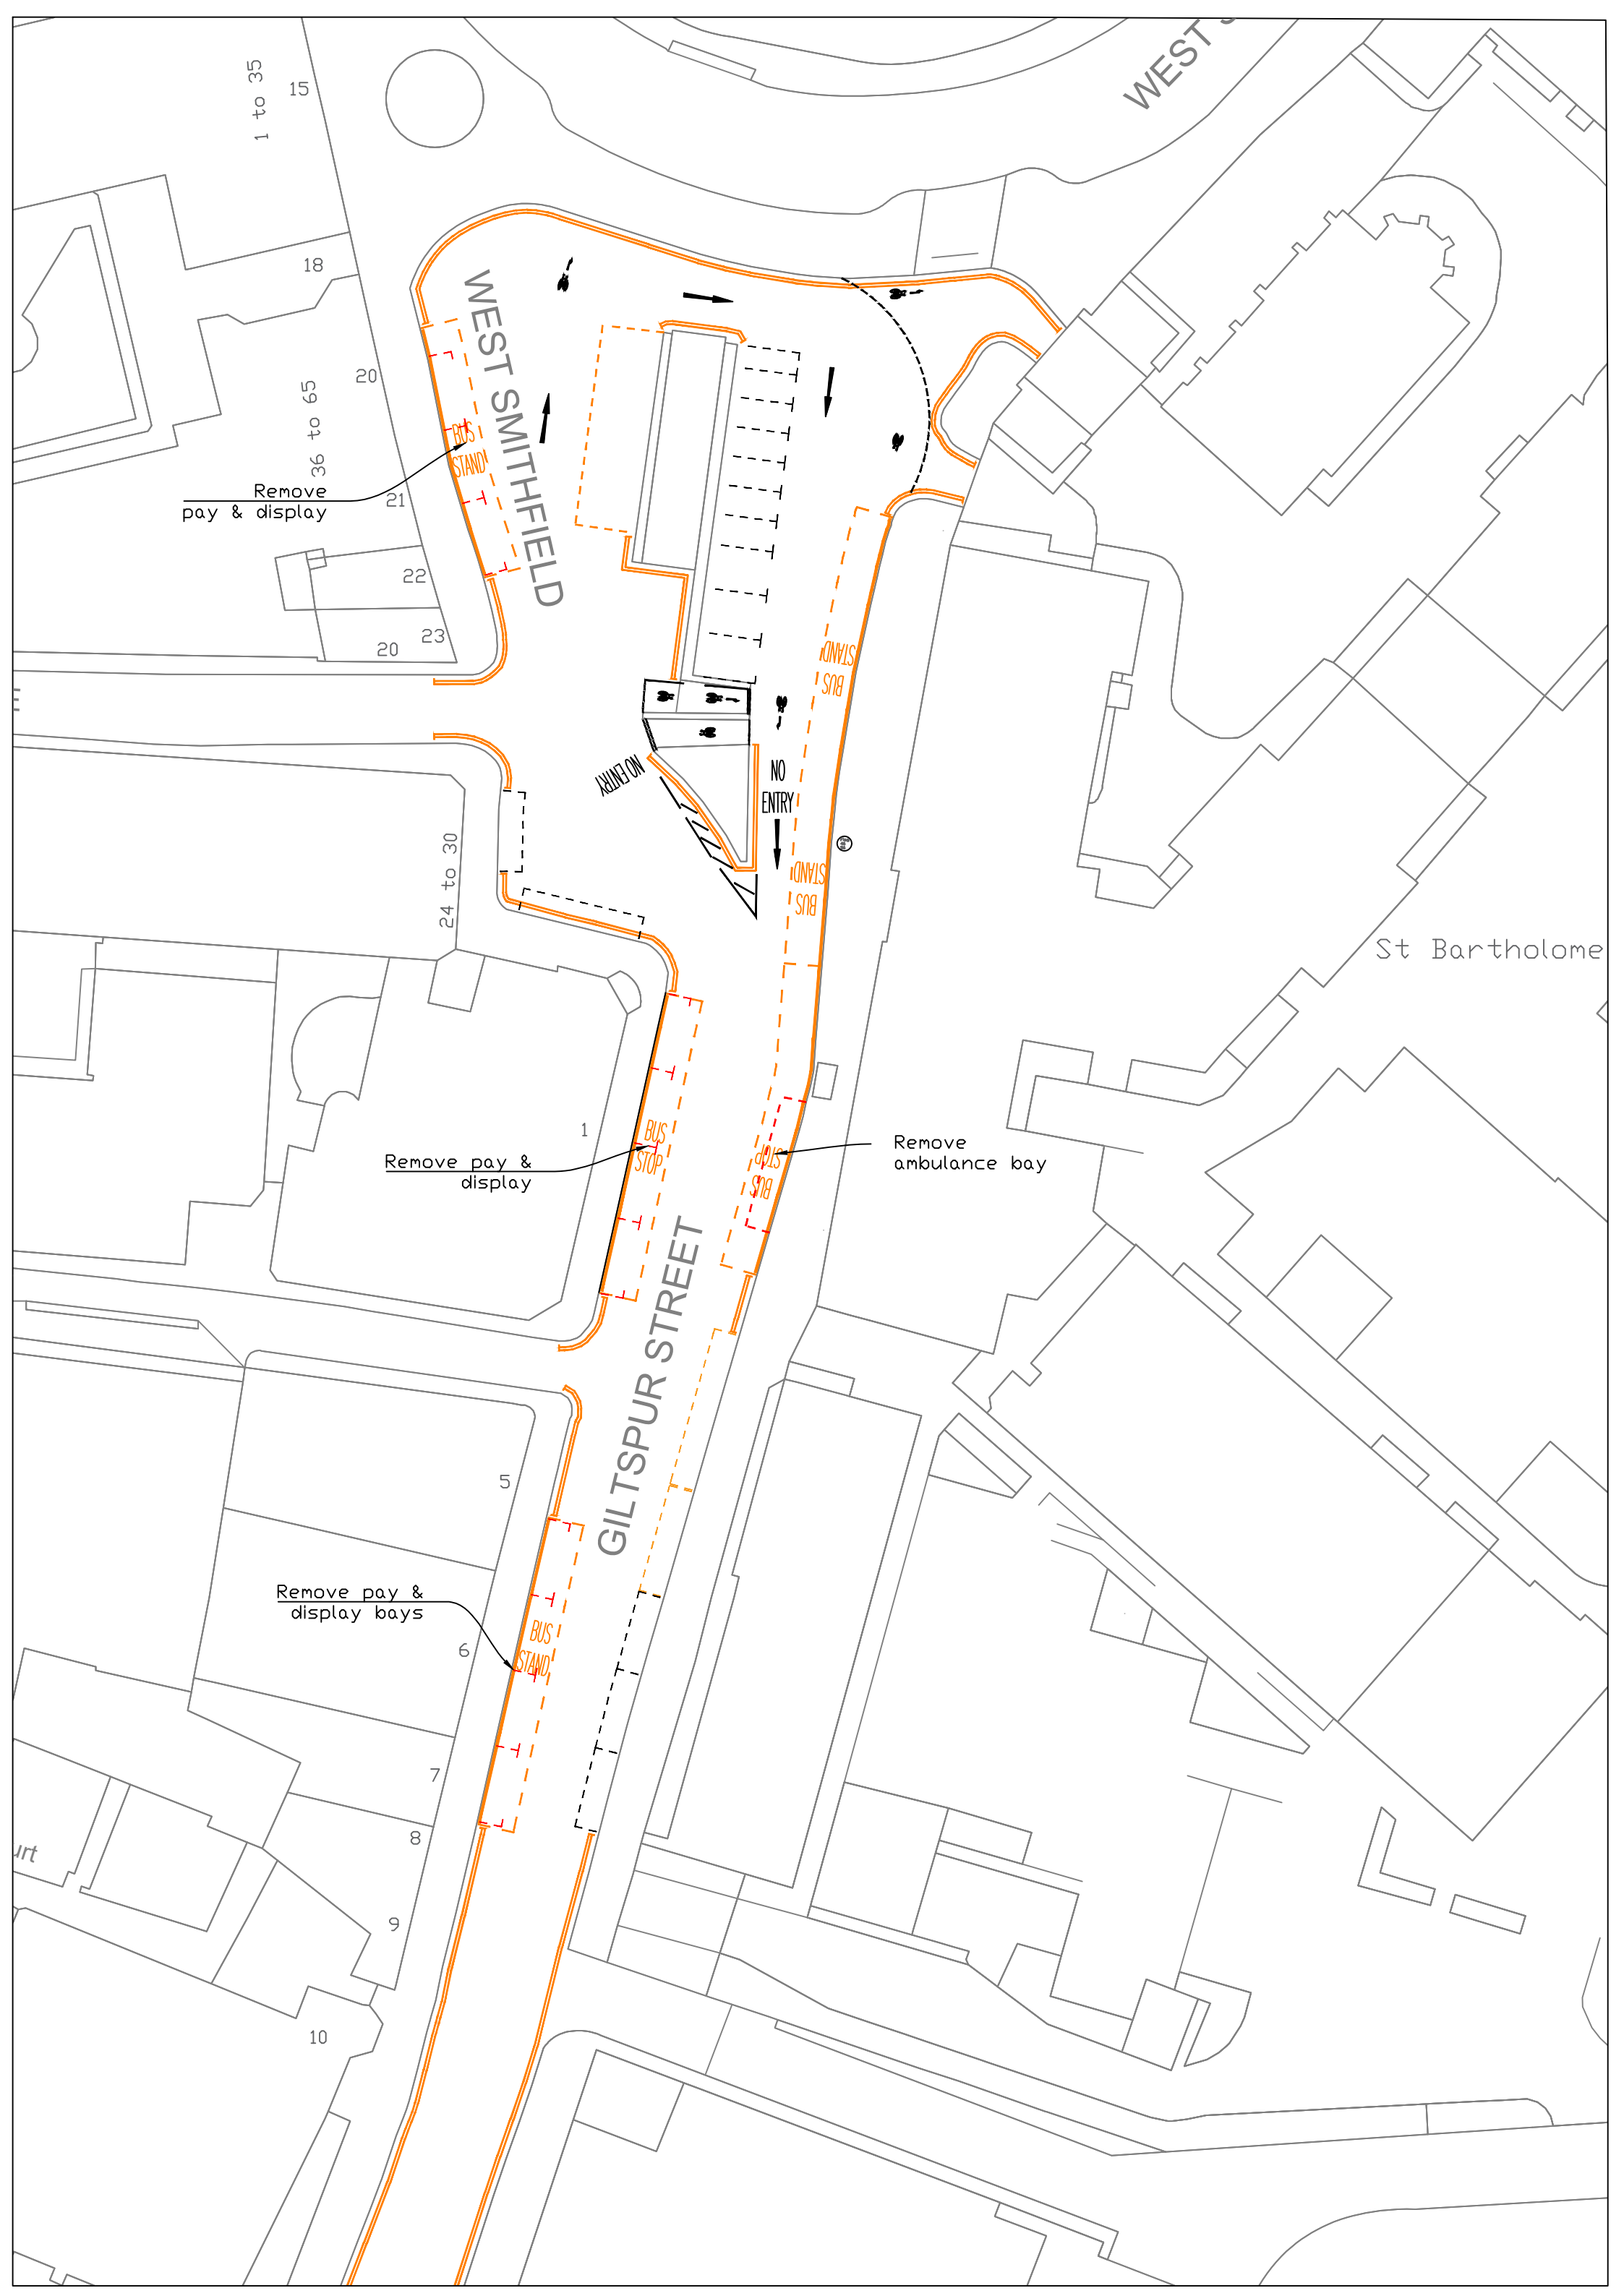 WEST S
1 to 35
15
18
WEST SMITHFIELD
20
36 to 65
BUS
STAND
Remove
pay & display
21
22
23
20
BUS
STAND
NO ENTRY
NO
ENTRY
24 to 30
BUS
STAND
St Bartholome
1
BUS
STOP
Remove pay &
display
BUS
STOP
Remove
ambulance bay
GILTSPUR STREET
5
Remove pay &
display bays
BUS
STAND
6
7
8
urt
9
10